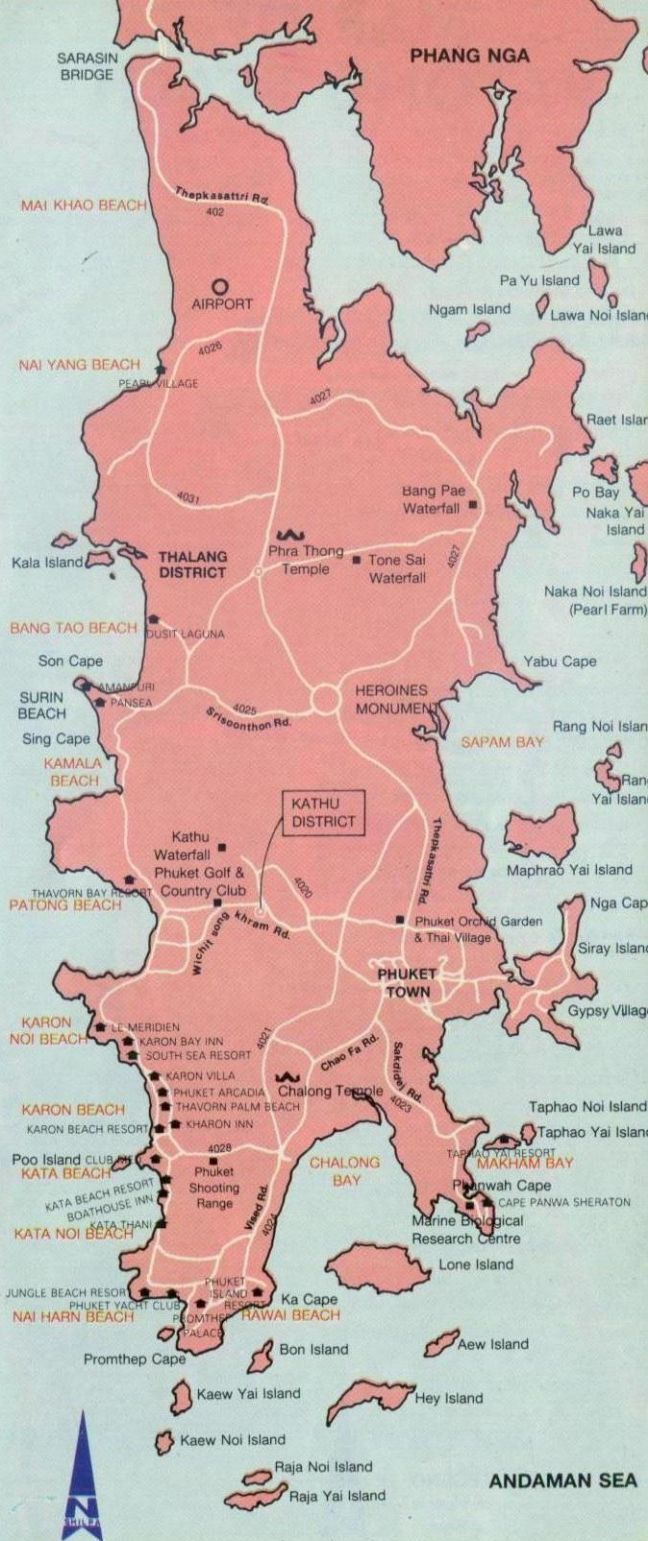 PHANG NGA
SARASIN
BRIDGE
Thepkasattri Rd.
402
MAI KHAO BEACH
Lawa
Yai Island
Pa Yu Island
Ngam Island
Lawa Noi Island
AIRPORT
4026
NAI YANG BEACH
PEARL VILLAGE
4027
Raet Islan
4031
Bang Pae
Waterfall
Po Bay
Naka Yai
Island
Phra Thong
Temple
Tone Sai
Waterfall
4027
THALANG
DISTRICT
Kala Island
Naka Noi Island
(Pearl Farm)
BANG TAO BEACH
DUSIT LAGUNA
Son Cape
Yabu Cape
AMANPURI
SURIN
BEACH
PANSEA
4025
Srisoonthon Rd.
HEROINES
MONUMENT
Sing Cape
SAPAM BAY
Rang Noi Islan
KAMALA
BEACH
Rang
Yai Island
KATHU
DISTRICT
Thepkasattri Rd.
Kathu
Waterfall
Phuket Golf &
Country Club
Maphrao Yai Island
4020
THAVORN BAY RESORT
PATONG BEACH
Wichit song khram Rd.
Phuket Orchid Garden
& Thai Village
Nga Cap
Siray Island
PHUKET
TOWN
Gypsy Village
KARON
NOI BEACH
LE MERIDIEN
KARON BAY INN
SOUTH SEA RESORT
4021
Chao Fa Rd.
Sakdidej Rd.
4023
KARON VILLA
PHUKET ARCADIA
Chalong Temple
THAVORN PALM BEACH
KARON BEACH
KARON BEACH RESORT
KHARON INN
Taphao Noi Island
Taphao Yai Island
TAPHAO YAI RESORT
MAKHAM BAY
4028
Poo Island
CLUB MED
KATA BEACH
Phuket
Shooting
Range
CHALONG
BAY
KATA BEACH RESORT
BOATHOUSE INN
Phanwah Cape
CAPE PANWA SHERATON
Marine Biological
Research Centre
Vised Rd.
4024
KATA THANI
KATA NOI BEACH
Lone Island
JUNGLE BEACH RESORT
PHUKET YACHT CLUB
NAI HARN BEACH
PHUKET
ISLAND
RESORT
PROMTHEP
PALACE
Ka Cape
RAWAI BEACH
Promthep Cape
Bon Island
Aew Island
Kaew Yai Island
Hey Island
Kaew Noi Island
Raja Noi Island
Raja Yai Island
ANDAMAN SEA
N